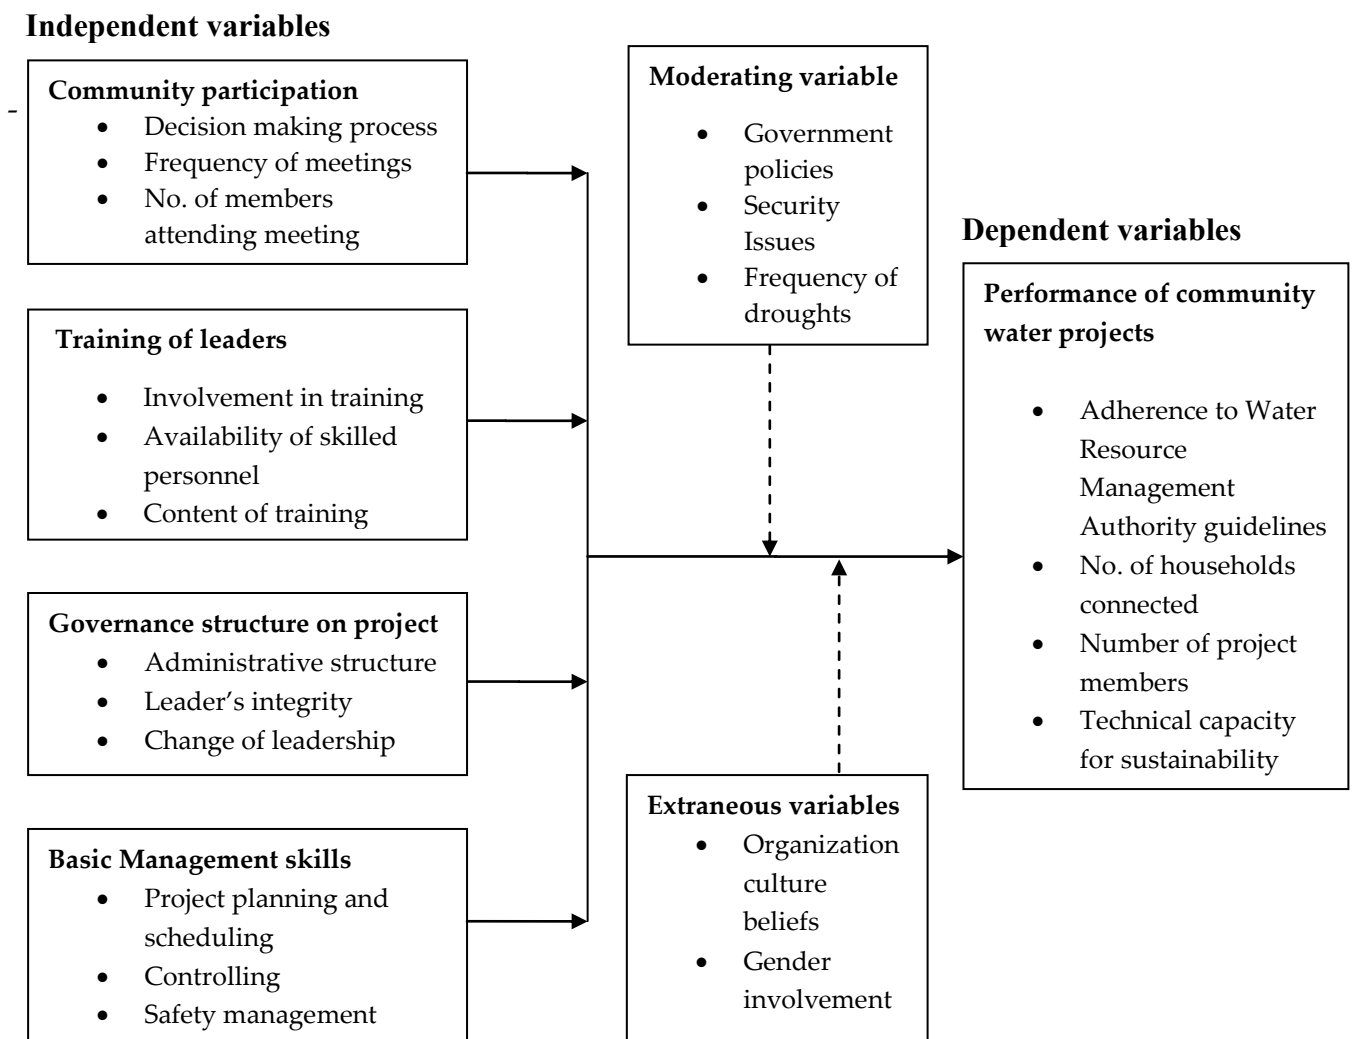 Independent variables
Community participation
• Decision making process
• Frequency of meetings
• No. of members
attending meeting
Training of leaders
• Involvement in training
• Availability of skilled
personnel
• Content of training
Governance structure on project
• Administrative structure
• Leader’s integrity
• Change of leadership
Basic Management skills
• Project planning and
scheduling
• Controlling
• Safety management
Moderating variable
• Government
policies
• Security
Issues
• Frequency of
droughts
Extraneous variables
• Organization
culture
beliefs
• Gender
involvement
Dependent variables
Performance of community
water projects
• Adherence to Water
Resource
Management
Authority guidelines
• No. of households
connected
• Number of project
members
• Technical capacity
for sustainability